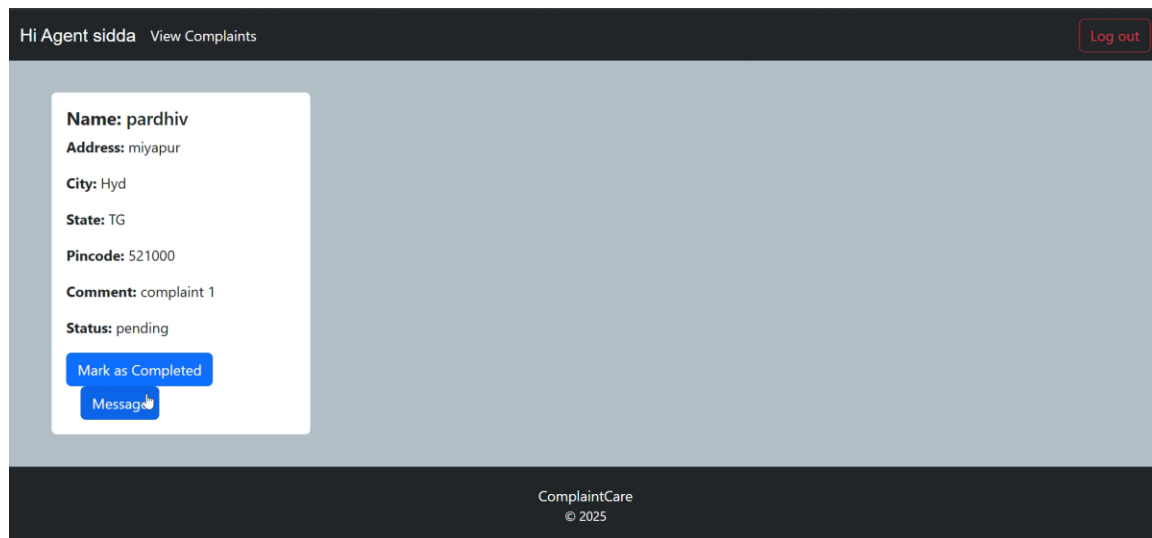 Hi Agent sidda View Complaints Log out
Name: pardhiv
Address: miyapur
City: Hyd
State: TG
Pincode: 521000
Comment: complaint 1
Status: pending
Mark as Completed
Message
ComplaintCare
© 2025